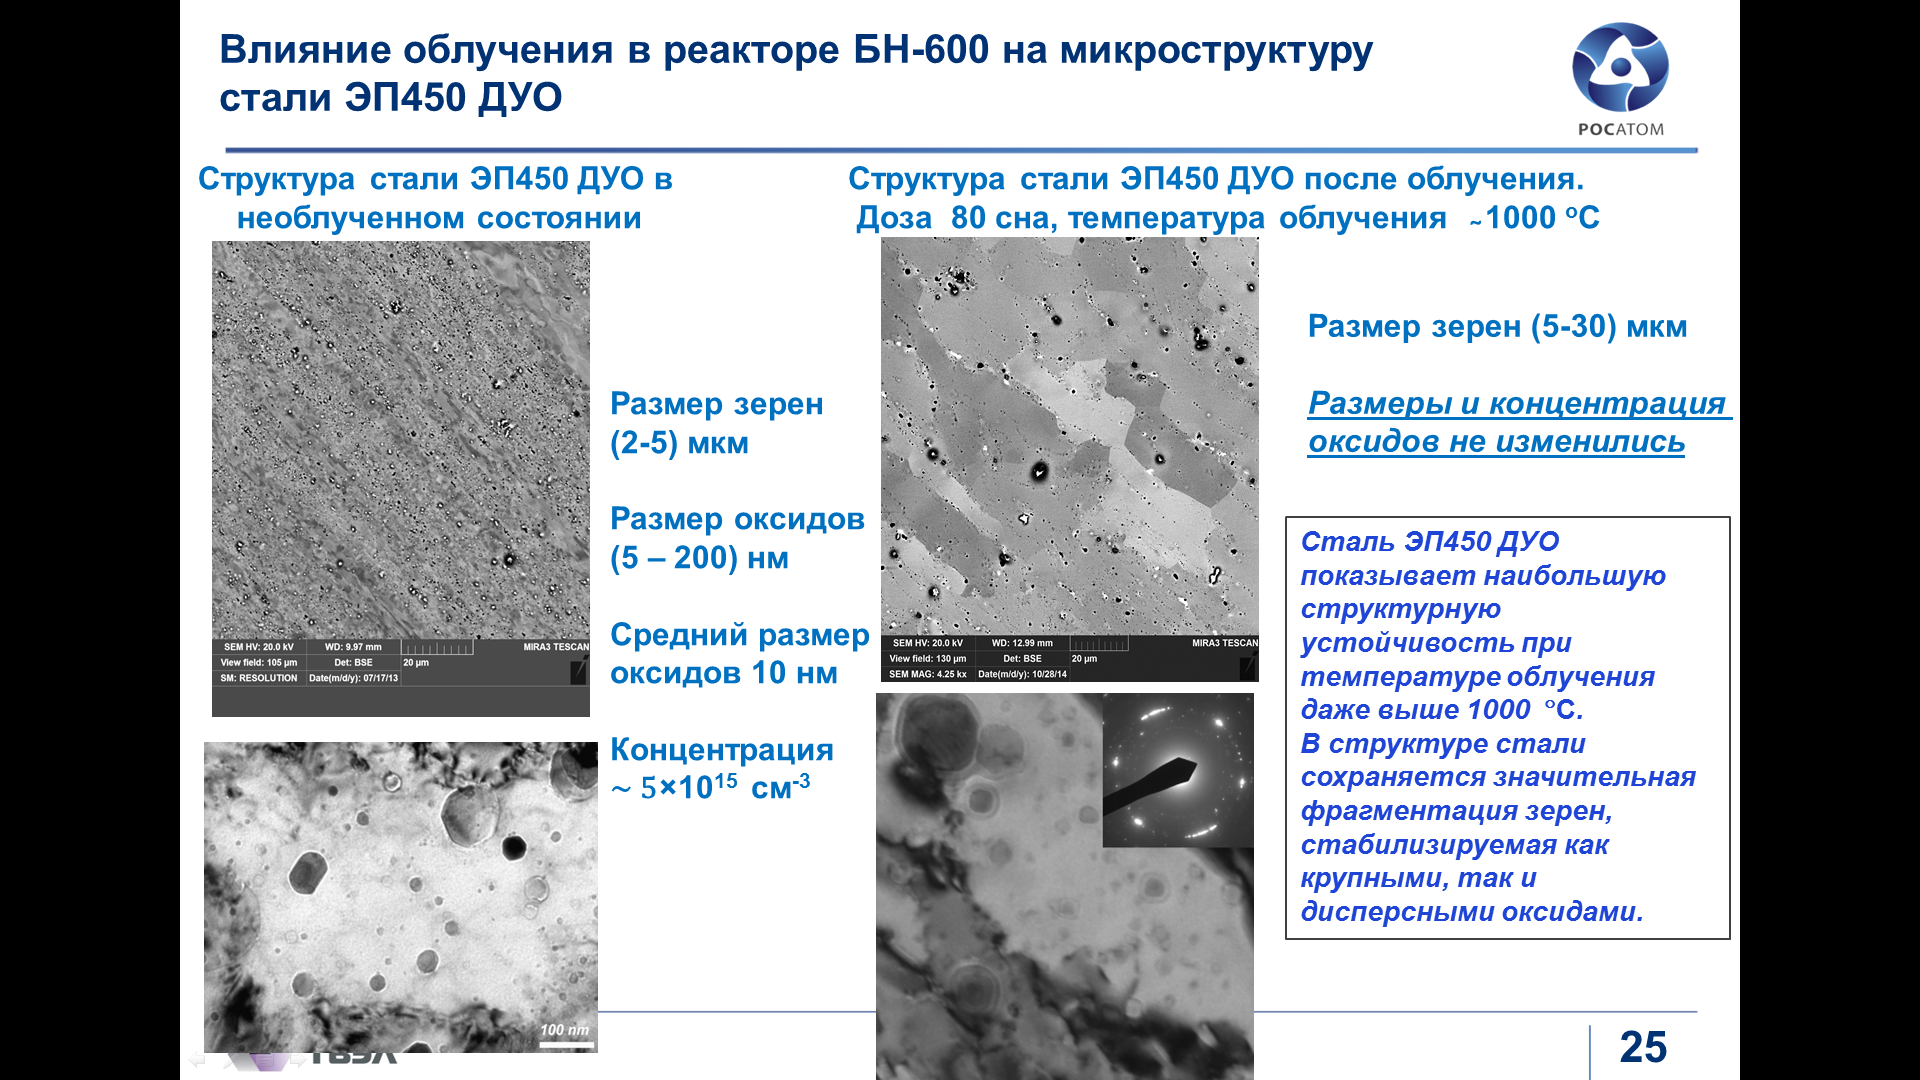 Влияние облучения в реакторе БН-600 на микроструктуру
стали ЭП450 ДУО
РОСАТОМ
Структура стали ЭП450 ДУО в
необлученном состоянии
Структура стали ЭП450 ДУО после облучения.
Доза 80 сна, температура облучения ~1000 ºС
SEM HV: 20.0 kV WD: 9.97 mm MIRA3 TESCAN
View field: 105 µm Det: BSE 20 µm
SM: RESOLUTION Date(m/d/y): 07/17/13
100 nm
Размер зерен
(2-5) мкм
Размер оксидов
(5 – 200) нм
Средний размер
оксидов 10 нм
Концентрация
~ 5×10¹⁵ см⁻³
SEM HV: 20.0 kV WD: 12.99 mm MIRA3 TESCAN
View field: 130 µm Det: BSE 20 µm
SEM MAG: 4.25 kx Date(m/d/y): 10/28/14
Размер зерен (5-30) мкм
Размеры и концентрация
оксидов не изменились
Сталь ЭП450 ДУО
показывает наибольшую
структурную
устойчивость при
температуре облучения
даже выше 1000 °С.
В структуре стали
сохраняется значительная
фрагментация зерен,
стабилизируемая как
крупными, так и
дисперсными оксидами.
ТВЭЛ
25